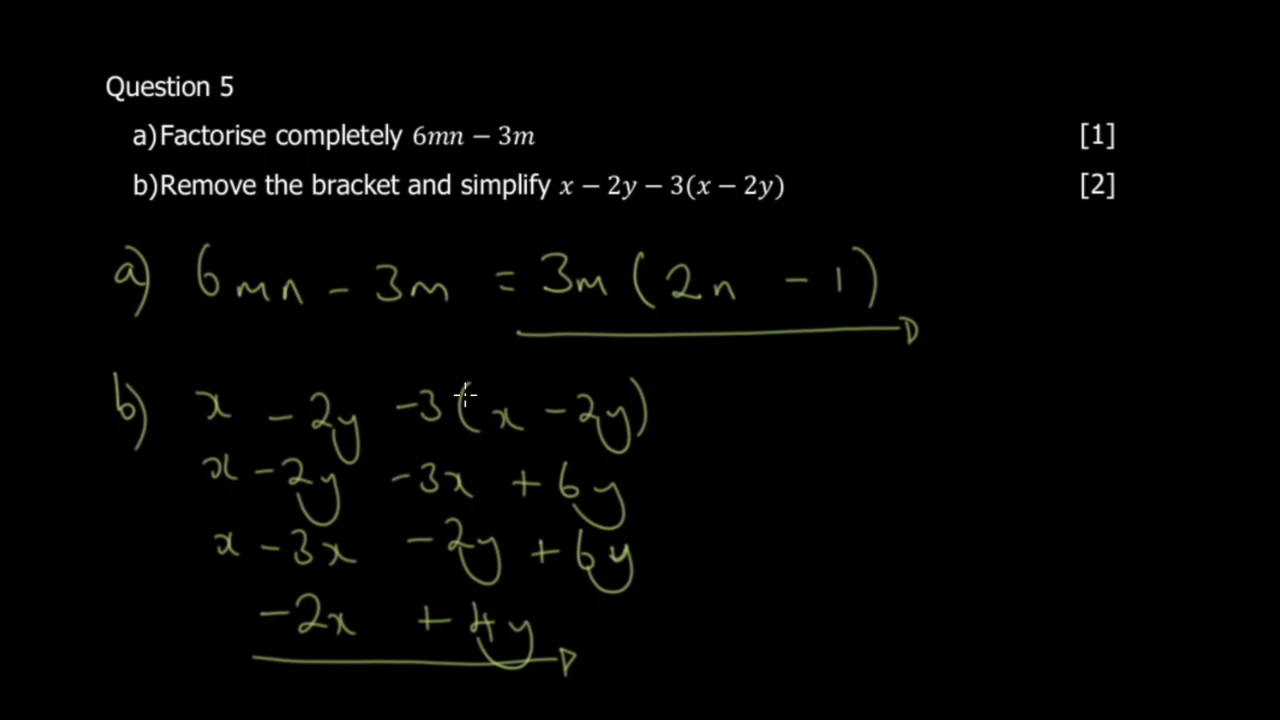 Question 5
a)Factorise completely 6mn − 3m [1]
b)Remove the bracket and simplify x − 2y − 3(x − 2y) [2]
a) 6mn - 3m = 3m (2n - 1)
b) x - 2y -3(x - 2y)
x - 2y -3x + 6y
x - 3x - 2y + 6y
-2x + 4y